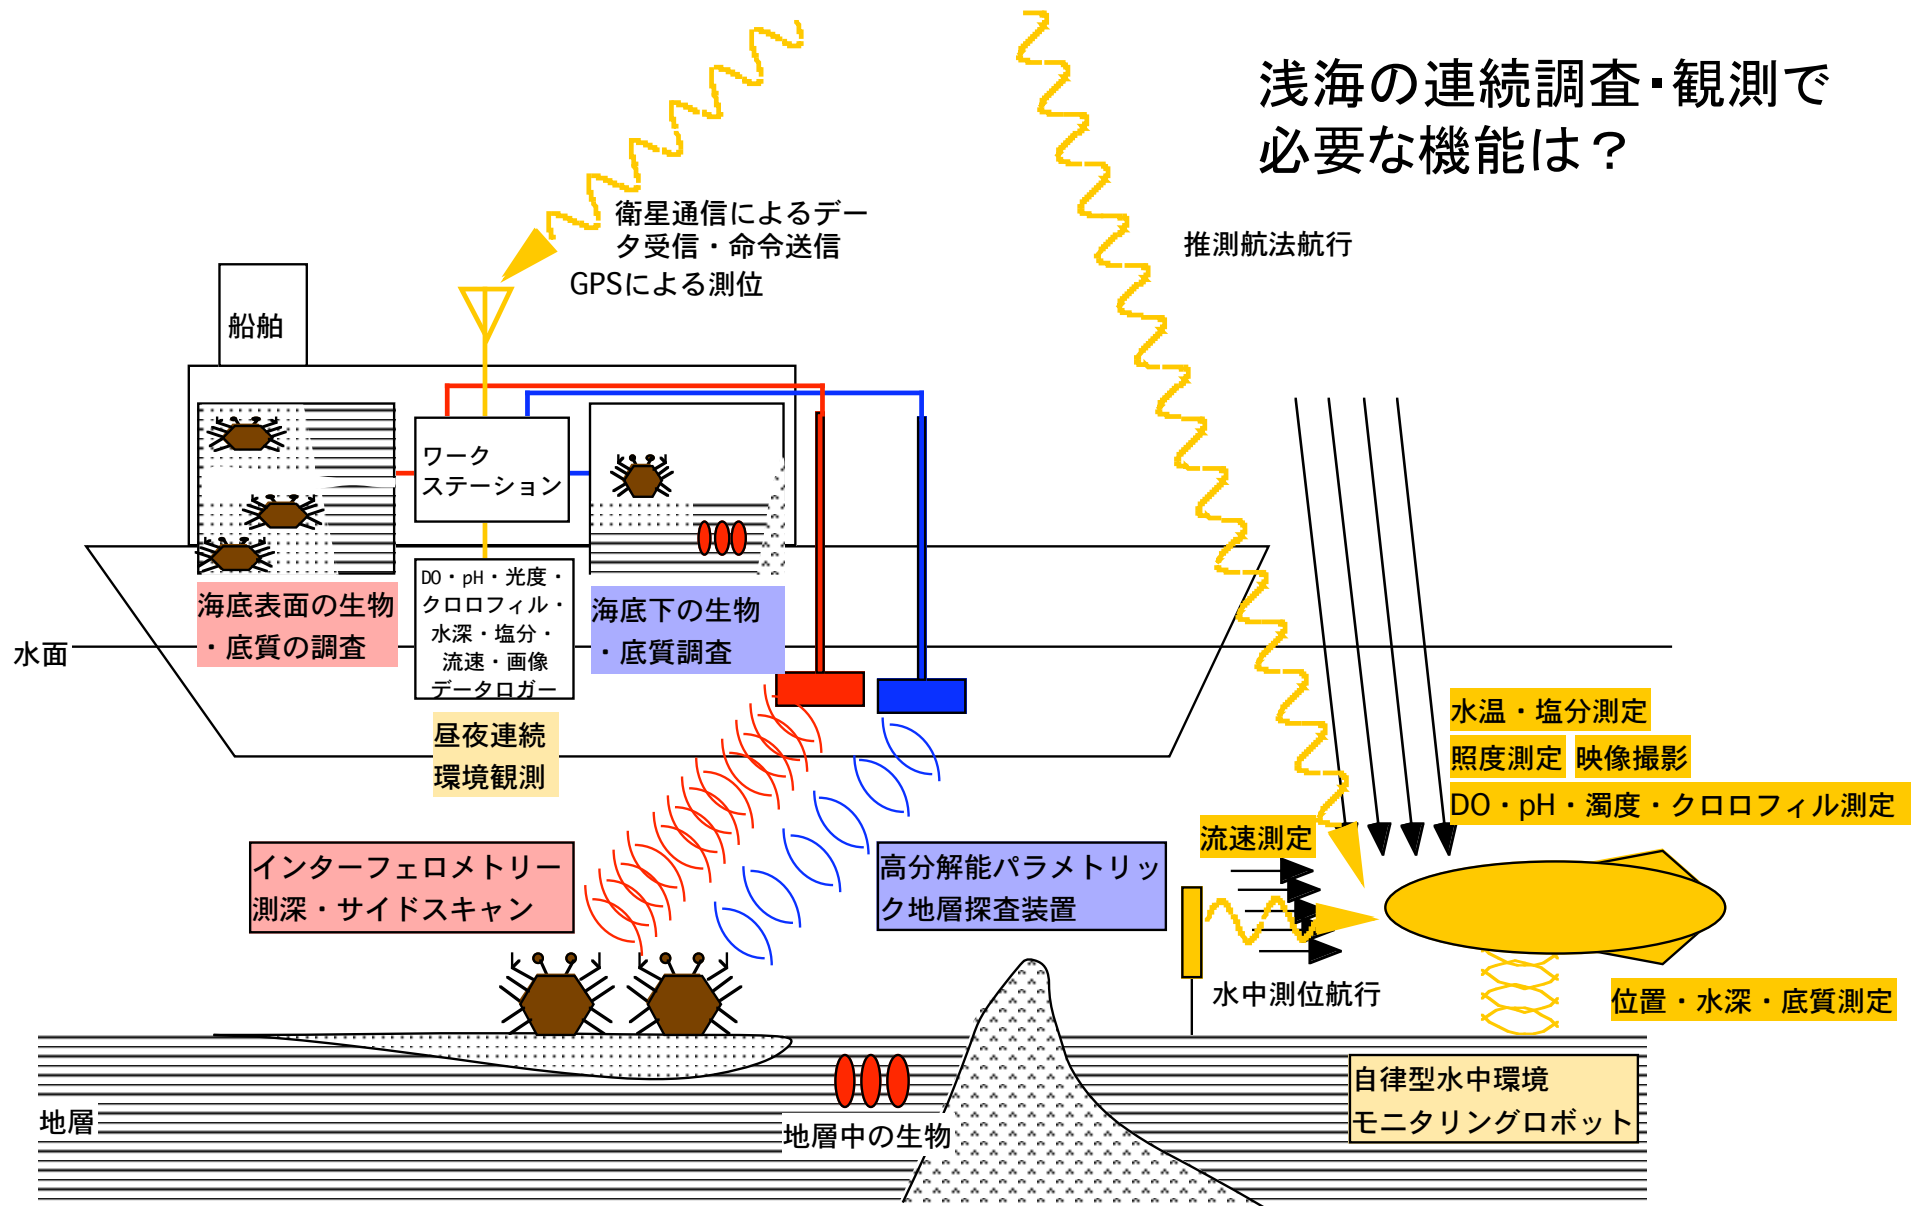 浅海の連続調査・観測で
必要な機能は？
衛星通信によるデー
タ受信・命令送信
GPSによる測位
推測航法航行
船舶
ワーク
ステーション
DO・pH・光度・
クロロフィル・
水深・塩分・
流速・画像
データロガー
海底表面の生物
・底質の調査
海底下の生物
・底質調査
水面
昼夜連続
環境観測
水温・塩分測定
照度測定 映像撮影
DO・pH・濁度・クロロフィル測定
流速測定
インターフェロメトリー
測深・サイドスキャン
高分解能パラメトリッ
ク地層探査装置
水中測位航行
位置・水深・底質測定
自律型水中環境
モニタリングロボット
地層
地層中の生物